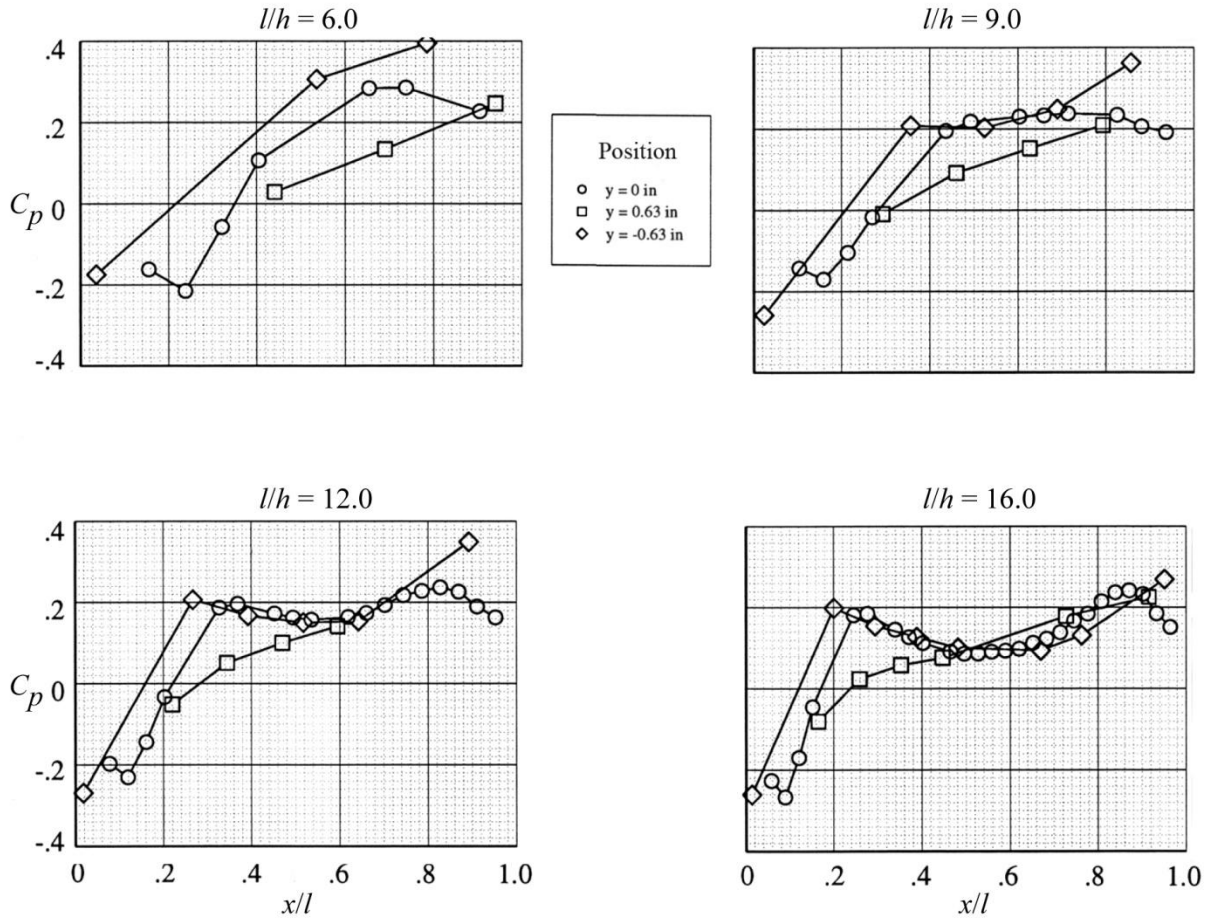 l/h = 6.0
l/h = 9.0
.4
.2
Cp
0
-.2
-.4
Position
y = 0 in
y = 0.63 in
y = -0.63 in
l/h = 12.0
l/h = 16.0
.4
.2
Cp
0
-.2
-.4
0 .2 .4 .6 .8 1.0
x/l
0 .2 .4 .6 .8 1.0
x/l